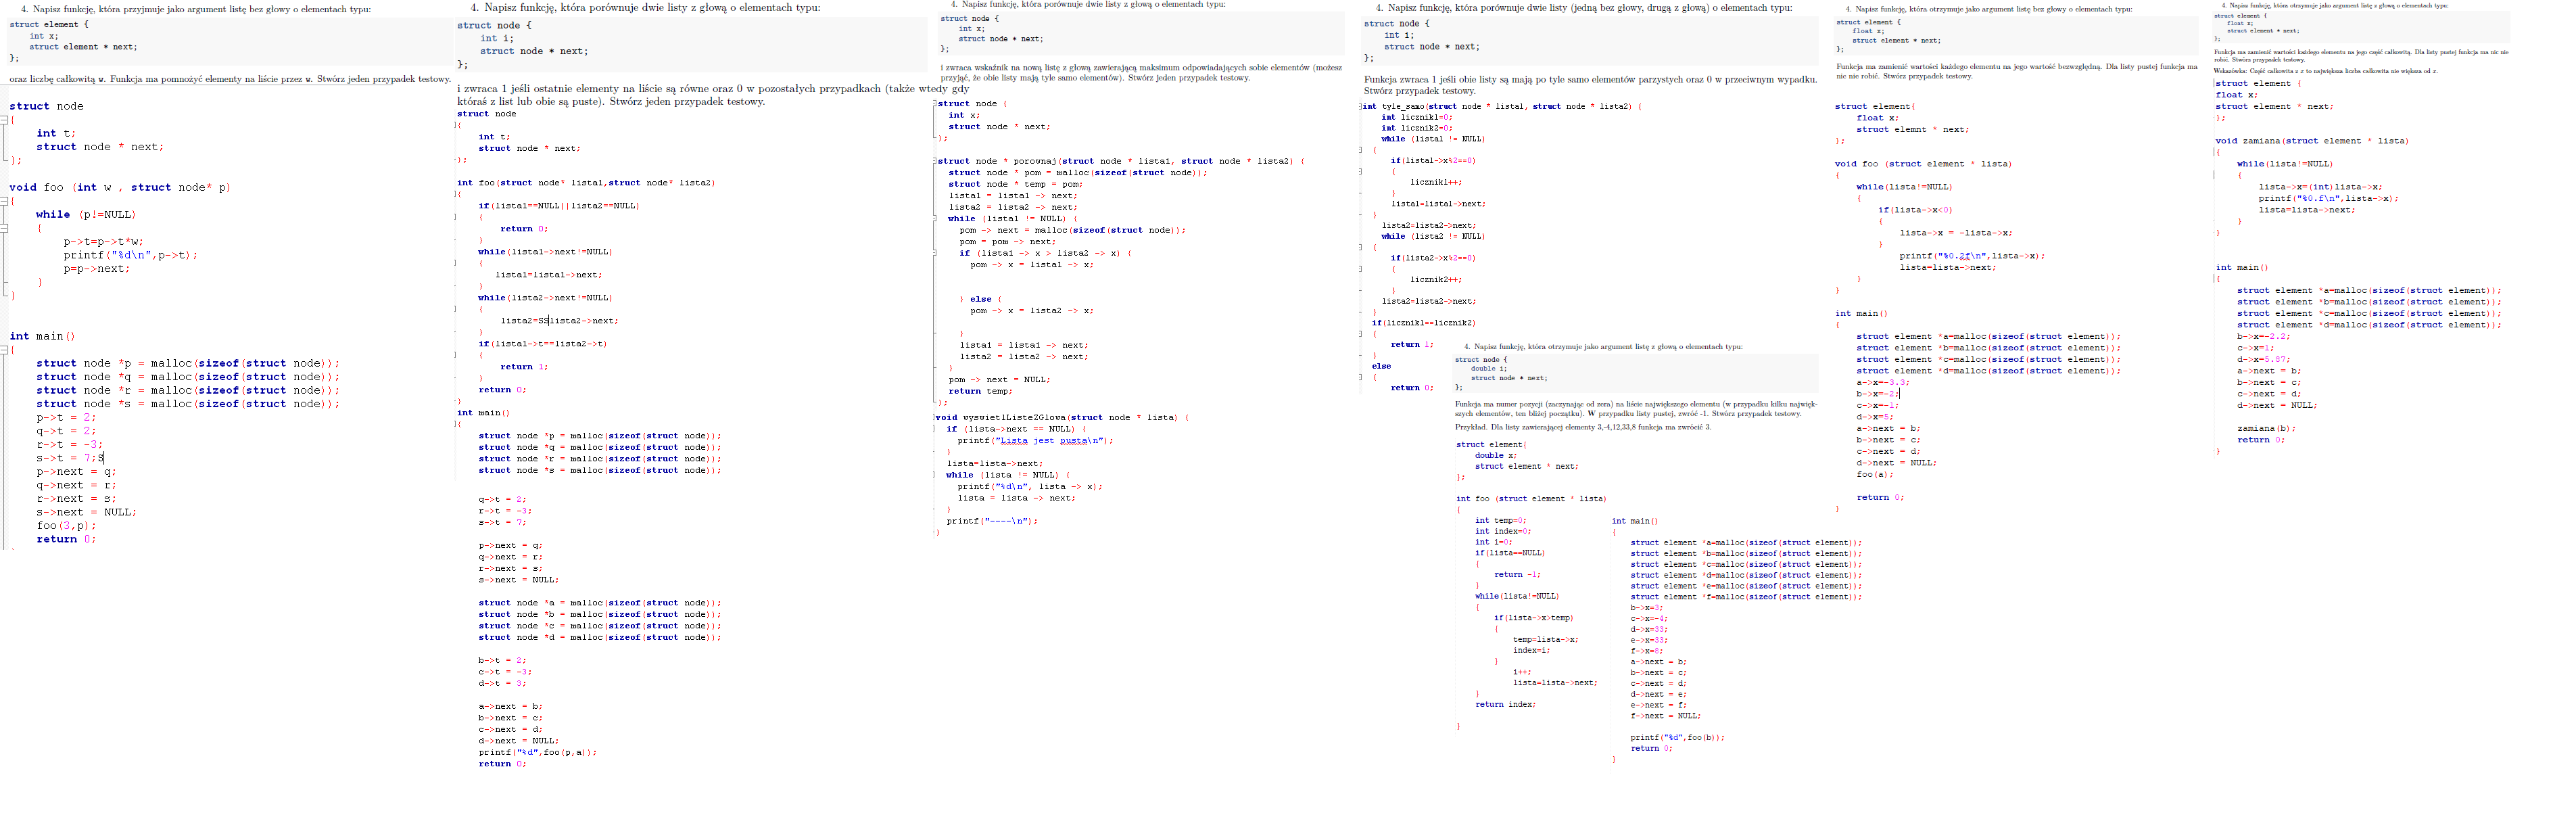 4. Napisz funkcję, która przyjmuje jako argument listę bez głowy o elementach typu:
struct element {
int x;
struct element * next;
};
oraz liczbę całkowitą w. Funkcja ma pomnożyć elementy na liście przez w. Stwórz jeden przypadek testowy.
struct node
{
int t;
struct node * next;
};
void foo (int w , struct node* p)
{
while (p!=NULL)
{
p->t=p->t*w;
printf("%d\n",p->t);
p=p->next;
}
}
int main()
{
struct node *p = malloc(sizeof(struct node));
struct node *q = malloc(sizeof(struct node));
struct node *r = malloc(sizeof(struct node));
struct node *s = malloc(sizeof(struct node));
p->t = 2;
q->t = 2;
r->t = -3;
s->t = 7;S
p->next = q;
q->next = r;
r->next = s;
s->next = NULL;
foo(3,p);
return 0;
4. Napisz funkcję, która porównuje dwie listy z głową o elementach typu:
struct node {
int i;
struct node * next;
};
i zwraca 1 jeśli ostatnie elementy na liście są równe oraz 0 w pozostałych przypadkach (także wtedy gdy
któraś z list lub obie są puste). Stwórz jeden przypadek testowy.
struct node
{
int t;
struct node * next;
};
int foo(struct node* lista1,struct node* lista2)
{
if(lista1==NULL||lista2==NULL)
{
return 0;
}
while(lista1->next!=NULL)
{
lista1=lista1->next;
}
while(lista2->next!=NULL)
{
lista2=SSlista2->next;
}
if(lista1->t==lista2->t)
{
return 1;
}
return 0;
}
int main()
{
struct node *p = malloc(sizeof(struct node));
struct node *q = malloc(sizeof(struct node));
struct node *r = malloc(sizeof(struct node));
struct node *s = malloc(sizeof(struct node));
q->t = 2;
r->t = -3;
s->t = 7;
p->next = q;
q->next = r;
r->next = s;
s->next = NULL;
struct node *a = malloc(sizeof(struct node));
struct node *b = malloc(sizeof(struct node));
struct node *c = malloc(sizeof(struct node));
struct node *d = malloc(sizeof(struct node));
b->t = 2;
c->t = -3;
d->t = 3;
a->next = b;
b->next = c;
c->next = d;
d->next = NULL;
printf("%d",foo(p,a));
return 0;
4. Napisz funkcję, która porównuje dwie listy z głową o elementach typu:
struct node {
int x;
struct node * next;
};
i zwraca wskaźnik na nową listę z głową zawierającą maksimum odpowiadających sobie elementów (możesz
przyjąć, że obie listy mają tyle samo elementów). Stwórz jeden przypadek testowy.
struct node {
int x;
struct node * next;
};
struct node * porownaj(struct node * lista1, struct node * lista2) {
struct node * pom = malloc(sizeof(struct node));
struct node * temp = pom;
lista1 = lista1 -> next;
lista2 = lista2 -> next;
while (lista1 != NULL) {
pom -> next = malloc(sizeof(struct node));
pom = pom -> next;
if (lista1 -> x > lista2 -> x) {
pom -> x = lista1 -> x;
} else {
pom -> x = lista2 -> x;
}
lista1 = lista1 -> next;
lista2 = lista2 -> next;
}
pom -> next = NULL;
return temp;
};
void wyswietlListeZGlowa(struct node * lista) {
if (lista->next == NULL) {
printf("Lista jest pusta\n");
}
lista=lista->next;
while (lista != NULL) {
printf("%d\n", lista -> x);
lista = lista -> next;
}
printf("----\n");
}
4. Napisz funkcję, która porównuje dwie listy (jedną bez głowy, drugą z głową) o elementach typu:
struct node {
int i;
struct node * next;
};
Funkcja zwraca 1 jeśli obie listy są mają po tyle samo elementów parzystych oraz 0 w przeciwnym wypadku.
Stwórz przypadek testowy.
int tyle_samo(struct node * lista1, struct node * lista2) {
int licznik1=0;
int licznik2=0;
while (lista1 != NULL)
{
if(lista1->x%2==0)
{
licznik1++;
}
lista1=lista1->next;
}
lista2=lista2->next;
while (lista2 != NULL)
{
if(lista2->x%2==0)
{
licznik2++;
}
lista2=lista2->next;
}
if(licznik1==licznik2)
{
return 1;
}
else
{
return 0;
4. Napisz funkcję, która otrzymuje jako argument listę z głową o elementach typu:
struct node {
double i;
struct node * next;
};
Funkcja ma numer pozycji (zaczynając od zera) na liście największego elementu (w przypadku kilku najwięk-
szych elementów, ten bliżej początku). W przypadku listy pustej, zwróć -1. Stwórz przypadek testowy.
Przykład. Dla listy zawierającej elementy 3,-4,12,33,8 funkcja ma zwrócić 3.
struct element{
double x;
struct element * next;
};
int foo (struct element * lista)
{
int temp=0;
int index=0;
int i=0;
if(lista==NULL)
{
return -1;
}
while(lista!=NULL)
{
if(lista->x>temp)
{
temp=lista->x;
index=i;
}
i++;
lista=lista->next;
}
return index;
}
int main()
{
struct element *a=malloc(sizeof(struct element));
struct element *b=malloc(sizeof(struct element));
struct element *c=malloc(sizeof(struct element));
struct element *d=malloc(sizeof(struct element));
struct element *e=malloc(sizeof(struct element));
struct element *f=malloc(sizeof(struct element));
b->x=3;
c->x=-4;
d->x=33;
e->x=33;
f->x=8;
a->next = b;
b->next = c;
c->next = d;
d->next = e;
e->next = f;
f->next = NULL;
printf("%d",foo(b));
return 0;
}
4. Napisz funkcję, która otrzymuje jako argument listę bez głowy o elementach typu:
struct element {
float x;
struct element * next;
};
Funkcja ma zamienić wartości każdego elementu na jego wartość bezwzględną. Dla listy pustej funkcja ma
nic nie robić. Stwórz przypadek testowy.
struct element{
float x;
struct elemnt * next;
};
void foo (struct element * lista)
{
while(lista!=NULL)
{
if(lista->x<0)
{
lista->x = -lista->x;
}
printf("%0.2f\n",lista->x);
lista=lista->next;
}
}
int main()
{
struct element *a=malloc(sizeof(struct element));
struct element *b=malloc(sizeof(struct element));
struct element *c=malloc(sizeof(struct element));
struct element *d=malloc(sizeof(struct element));
a->x=-3.3;
b->x=-2;
c->x=-1;
d->x=5;
a->next = b;
b->next = c;
c->next = d;
d->next = NULL;
foo(a);
return 0;
}
4. Napisz funkcję, która otrzymuje jako argument listę z głową o elementach typu:
struct element {
float x;
struct element * next;
};
Funkcja ma zamienić wartości każdego elementu na jego część całkowitą. Dla listy pustej funkcja ma nic nie
robić. Stwórz przypadek testowy.
Wskazówka: Część całkowita z x to największa liczba całkowita nie większa od x.
struct element {
float x;
struct element * next;
};
void zamiana(struct element * lista)
{
while(lista!=NULL)
{
lista->x=(int)lista->x;
printf("%0.f\n",lista->x);
lista=lista->next;
}
}
int main()
{
struct element *a=malloc(sizeof(struct element));
struct element *b=malloc(sizeof(struct element));
struct element *c=malloc(sizeof(struct element));
struct element *d=malloc(sizeof(struct element));
b->x=-2.2;
c->x=1;
d->x=5.87;
a->next = b;
b->next = c;
c->next = d;
d->next = NULL;
zamiana(b);
return 0;
}